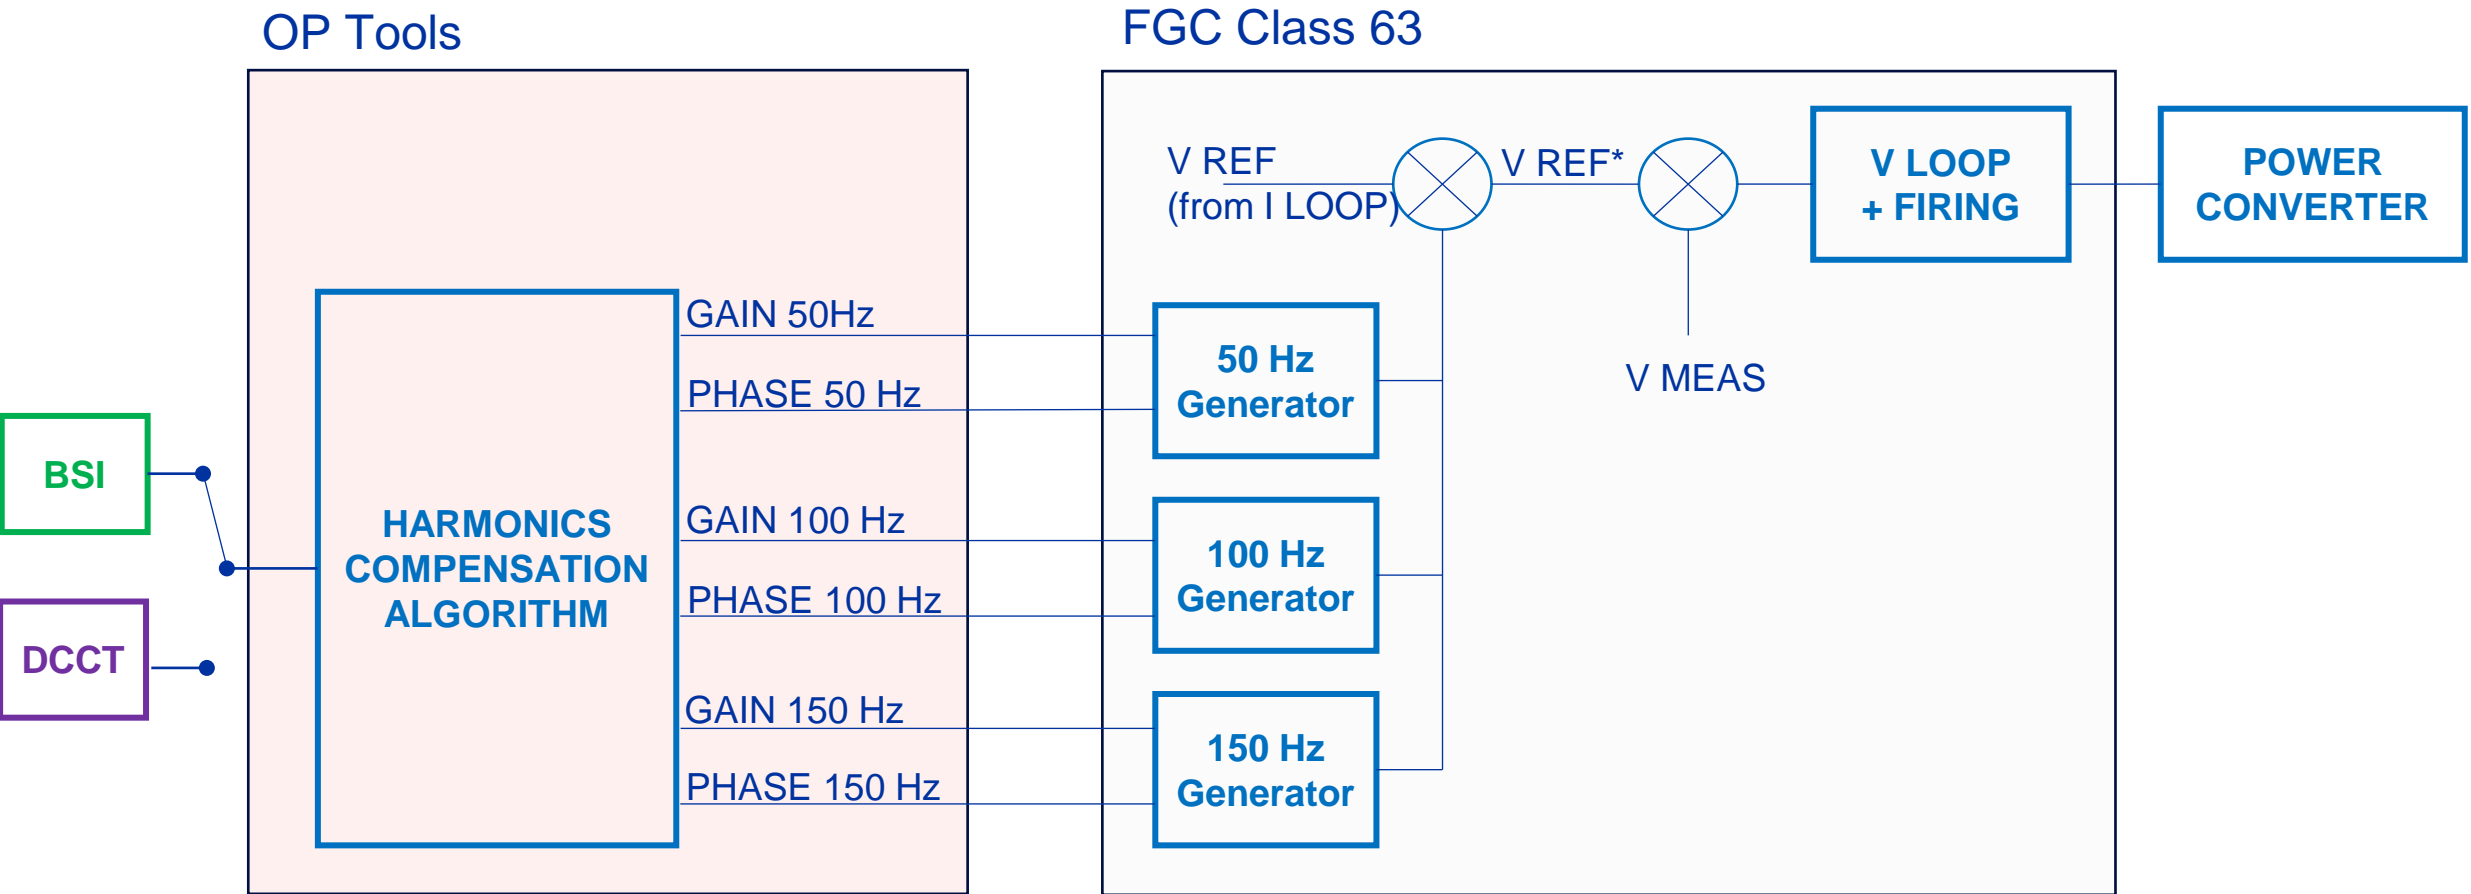 OP Tools
FGC Class 63
V REF
(from I LOOP)
V REF*
V LOOP
+ FIRING
POWER
CONVERTER
V MEAS
GAIN 50Hz
PHASE 50 Hz
50 Hz
Generator
BSI
DCCT
HARMONICS
COMPENSATION
ALGORITHM
GAIN 100 Hz
PHASE 100 Hz
100 Hz
Generator
GAIN 150 Hz
PHASE 150 Hz
150 Hz
Generator